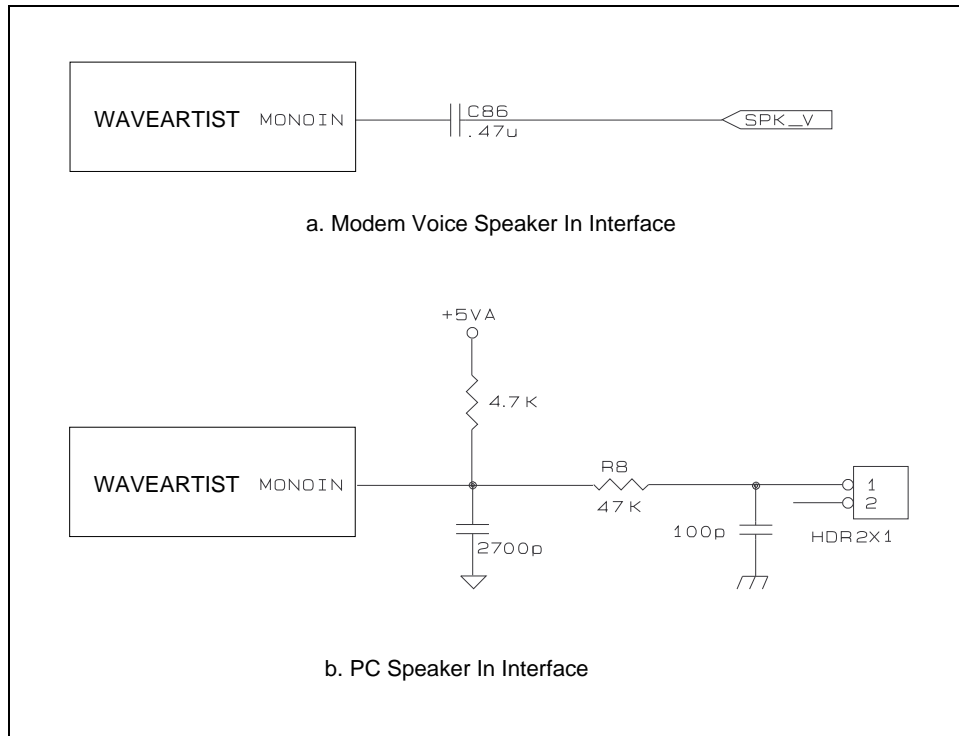 WAVEARTIST MONOIN
C86
.47u
SPK_V
a. Modem Voice Speaker In Interface
+5VA
4.7K
WAVEARTIST MONOIN
R8
47K
2700p
100p
1
2
HDR2X1
b. PC Speaker In Interface